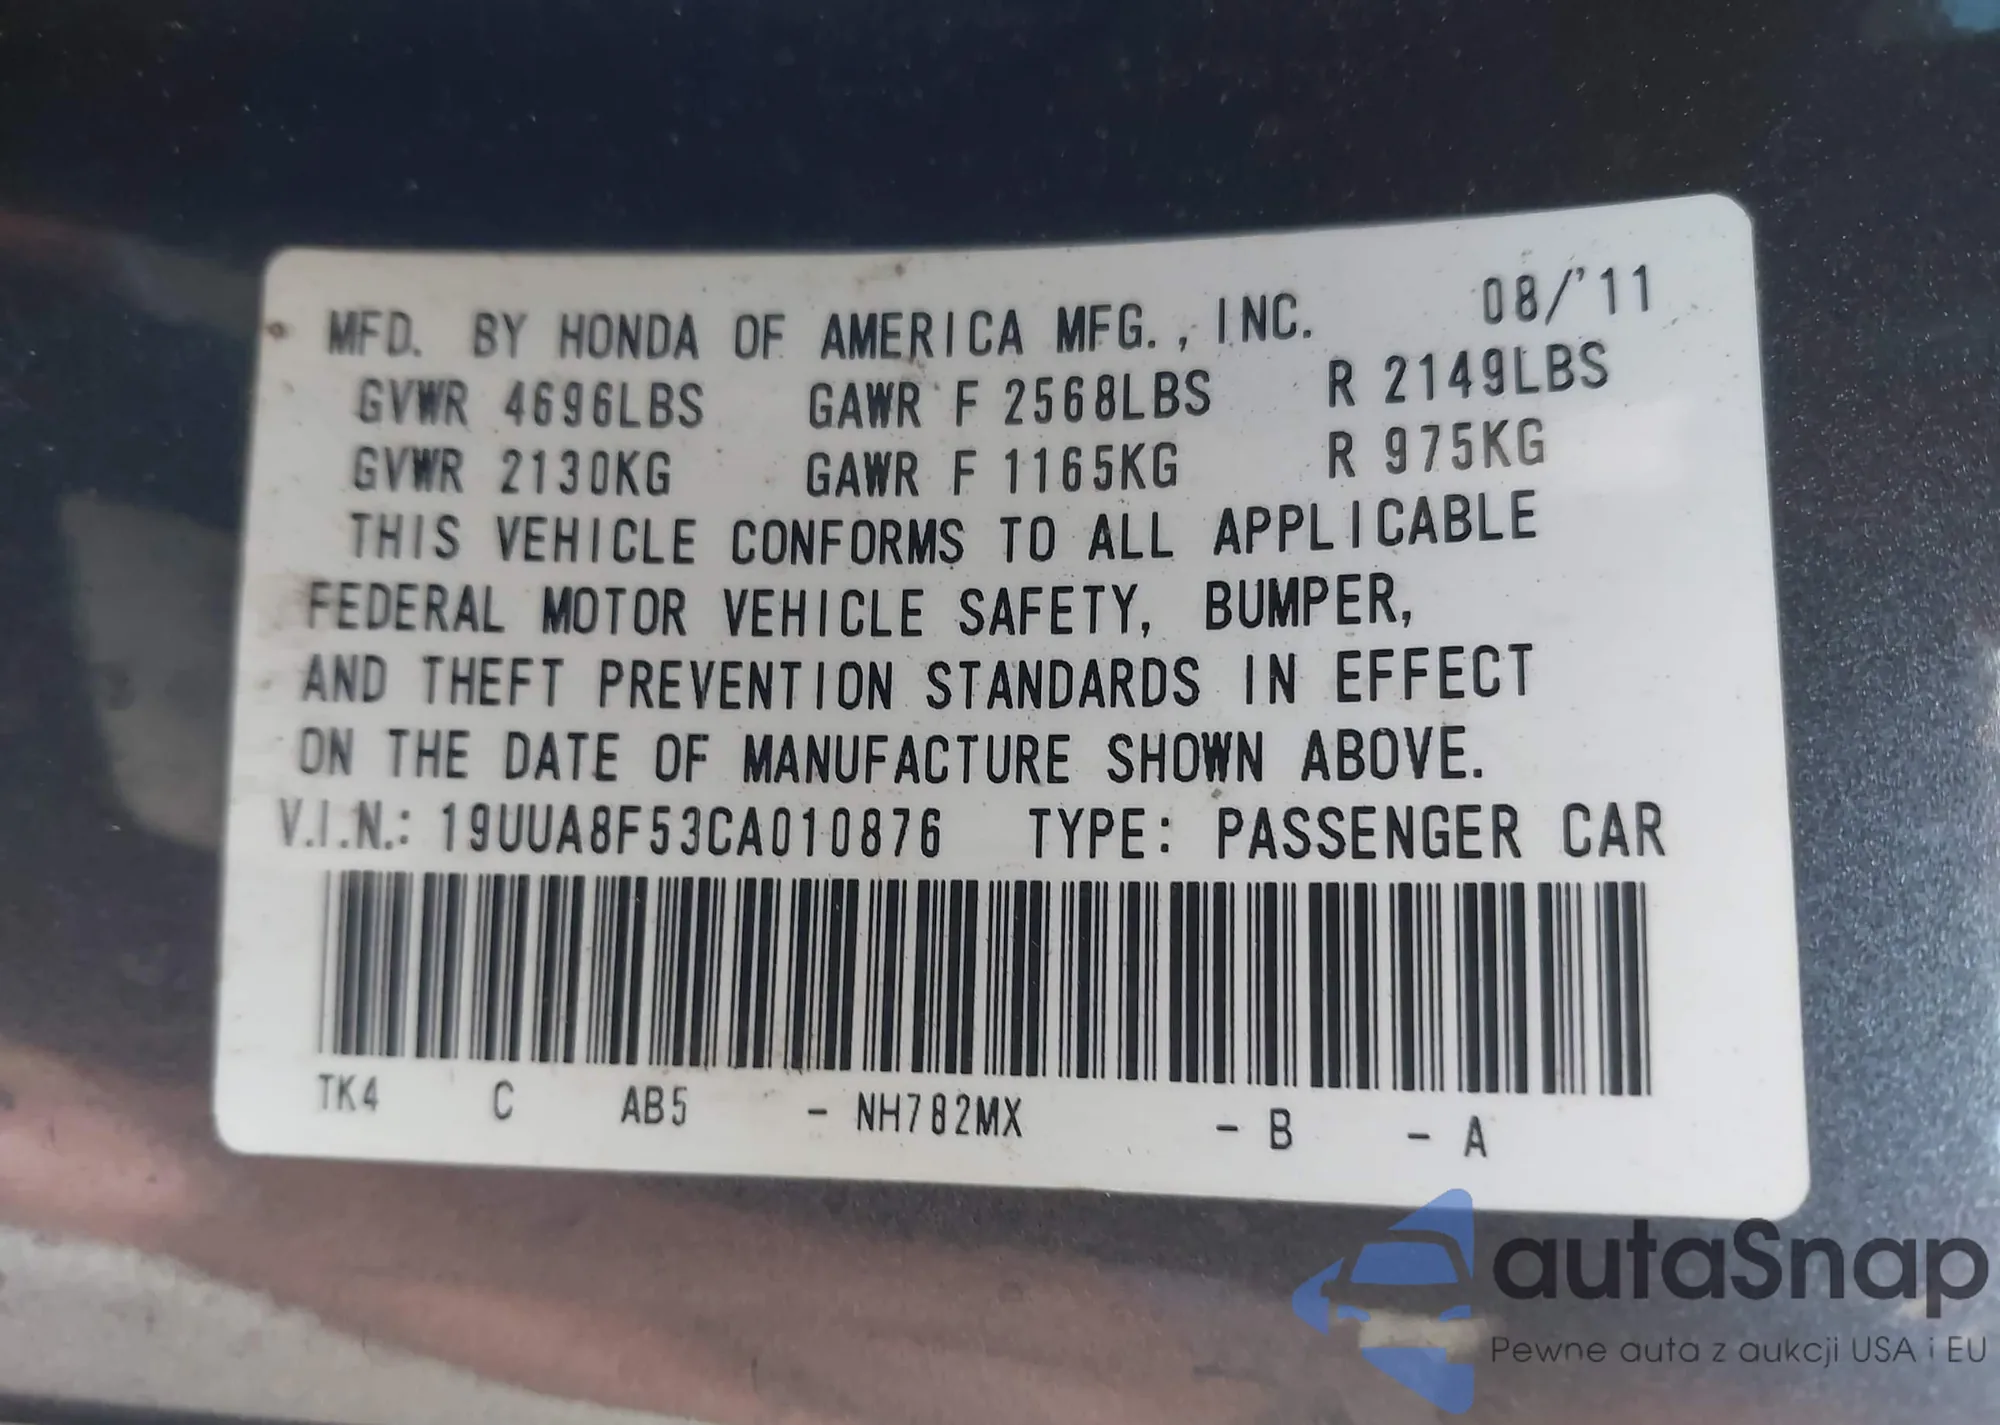 MFD. BY HONDA OF AMERICA MFG., INC. 08/'11
GVWR 4696LBS GAWR F 2568LBS R 2149LBS
GVWR 2130KG GAWR F 1165KG R 975KG
THIS VEHICLE CONFORMS TO ALL APPLICABLE
FEDERAL MOTOR VEHICLE SAFETY, BUMPER,
AND THEFT PREVENTION STANDARDS IN EFFECT
ON THE DATE OF MANUFACTURE SHOWN ABOVE.
V.I.N.: 19UUA8F53CA010876 TYPE: PASSENGER CAR
TK4 C AB5 - NH782MX - B - A
autaSnap
Pewne auta z aukcji USA i EU